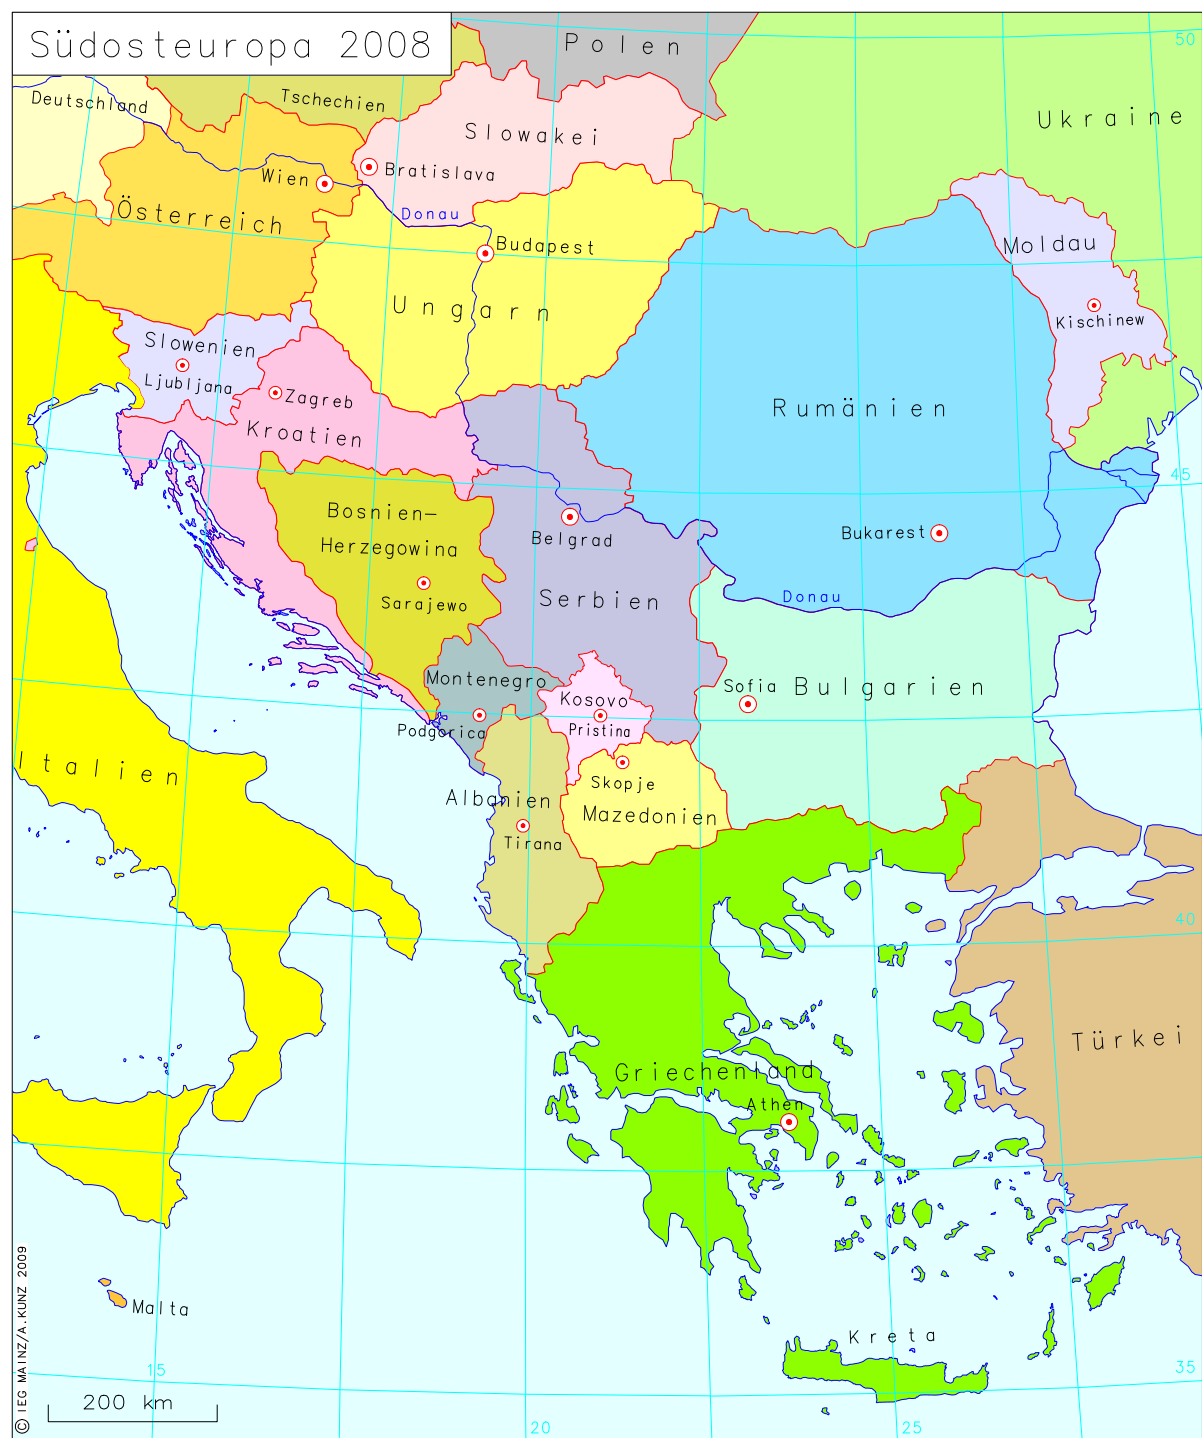 Südosteuropa 2008
Polen
50
Tschechien
Deutschland
Ukraine
Slowakei
Bratislava
Wien
Österreich
Donau
Budapest
Moldau
Ungarn
Kischinew
Slowenien
Ljubljana
Zagreb
Rumänien
Kroatien
45
Bosnien-
Herzegowina
Belgrad
Bukarest
Sarajewo
Serbien
Donau
Montenegro
Sofia
Bulgarien
Kosovo
Podgorica
Pristina
Italien
Skopje
Albanien
Mazedonien
Tirana
40
Türkei
Griechenland
Athen
Malta
Kreta
15
35
200 km
20
25
© IEG MAINZ/A.KUNZ 2009